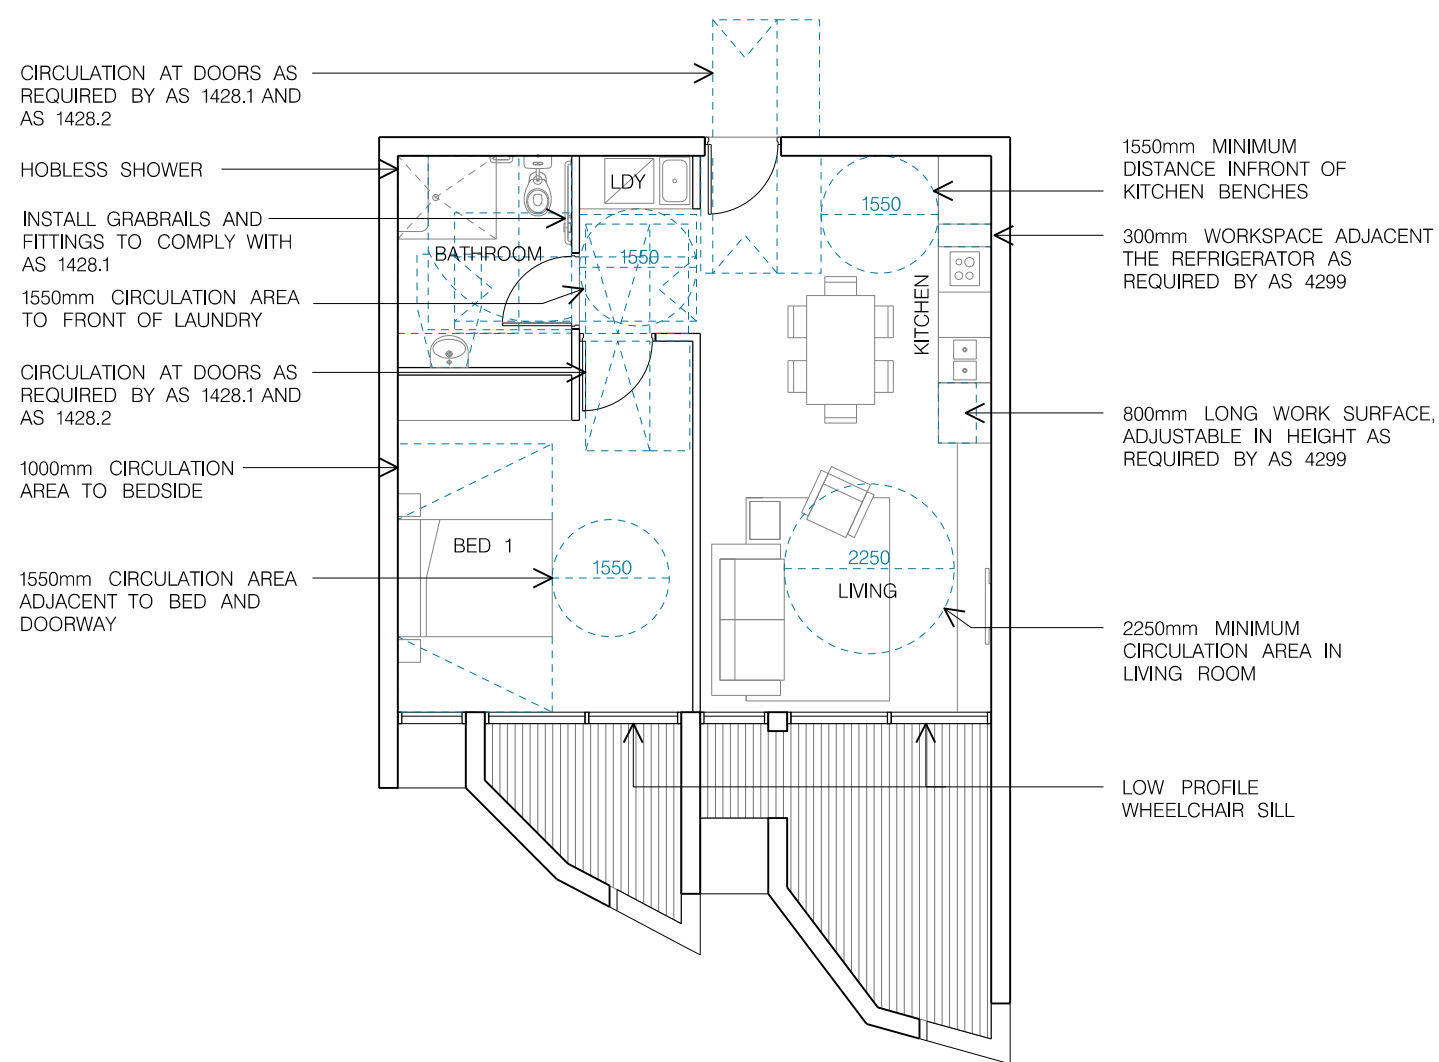 CIRCULATION AT DOORS AS
REQUIRED BY AS 1428.1 AND
AS 1428.2
HOBLESS SHOWER
INSTALL GRABRAILS AND
FITTINGS TO COMPLY WITH
AS 1428.1
1550mm CIRCULATION AREA
TO FRONT OF LAUNDRY
CIRCULATION AT DOORS AS
REQUIRED BY AS 1428.1 AND
AS 1428.2
1000mm CIRCULATION
AREA TO BEDSIDE
1550mm CIRCULATION AREA
ADJACENT TO BED AND
DOORWAY
LDY
BATHROOM
1550
1550
KITCHEN
BED 1
1550
2250
LIVING
1550mm MINIMUM
DISTANCE INFRONT OF
KITCHEN BENCHES
300mm WORKSPACE ADJACENT
THE REFRIGERATOR AS
REQUIRED BY AS 4299
800mm LONG WORK SURFACE,
ADJUSTABLE IN HEIGHT AS
REQUIRED BY AS 4299
2250mm MINIMUM
CIRCULATION AREA IN
LIVING ROOM
LOW PROFILE
WHEELCHAIR SILL